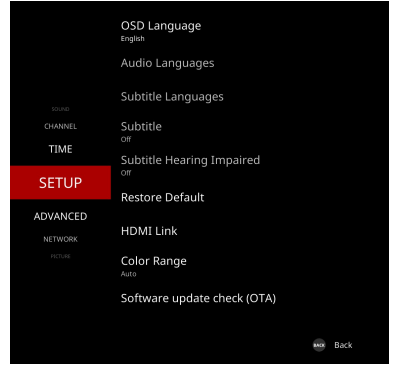 OSD Language
English
Audio Languages
Subtitle Languages
Subtitle
Off
Subtitle Hearing Impaired
Off
Restore Default
HDMI Link
Color Range
Auto
Software update check (OTA)
SOUND
CHANNEL
TIME
SETUP
ADVANCED
NETWORK
PICTURE
BACK Back